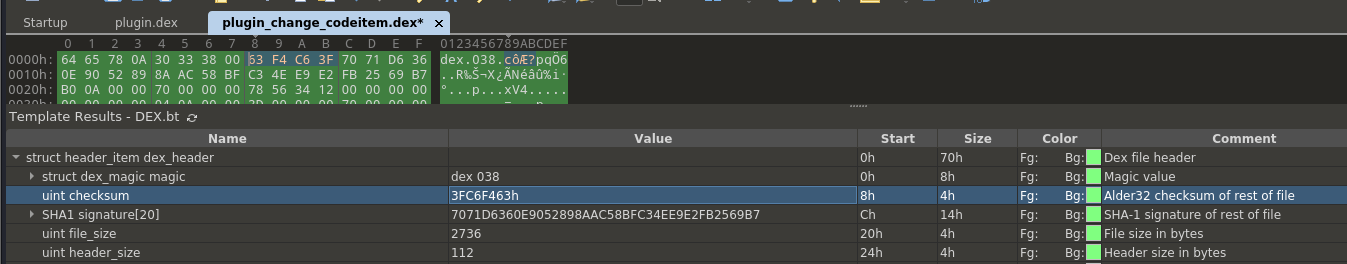 Startup plugin.dex plugin_change_codeitem.dex* ×
0 1 2 3 4 5 6 7 8 9 A B C D E F 0123456789ABCDEF
0000h: 64 65 78 0A 30 33 38 00 63 F4 C6 3F 70 71 D6 36 dex.038.côÆ?pqÖ6
0010h: 0E 90 52 89 8A AC 58 BF C3 4E E9 E2 FB 25 69 B7 ..R‰Š¬X¿ÃNéâû%i·
0020h: B0 0A 00 00 70 00 00 00 78 56 34 12 00 00 00 00 °...p...xV4.....
Template Results - DEX.bt
Name Value Start Size Color Comment
struct header_item dex_header 0h 70h Fg: Bg: Dex file header
struct dex_magic magic dex 038 0h 8h Fg: Bg: Magic value
uint checksum 3FC6F463h 8h 4h Fg: Bg: Alder32 checksum of rest of file
SHA1 signature[20] 7071D6360E9052898AAC58BFC34EE9E2FB2569B7 Ch 14h Fg: Bg: SHA-1 signature of rest of file
uint file_size 2736 20h 4h Fg: Bg: File size in bytes
uint header_size 112 24h 4h Fg: Bg: Header size in bytes